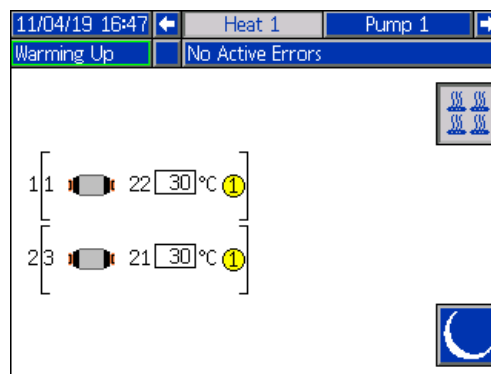 11/04/19 16:47 Heat 1 Pump 1
Warming Up No Active Errors
1 1 22 30 °C 1
2 3 21 30 °C 1